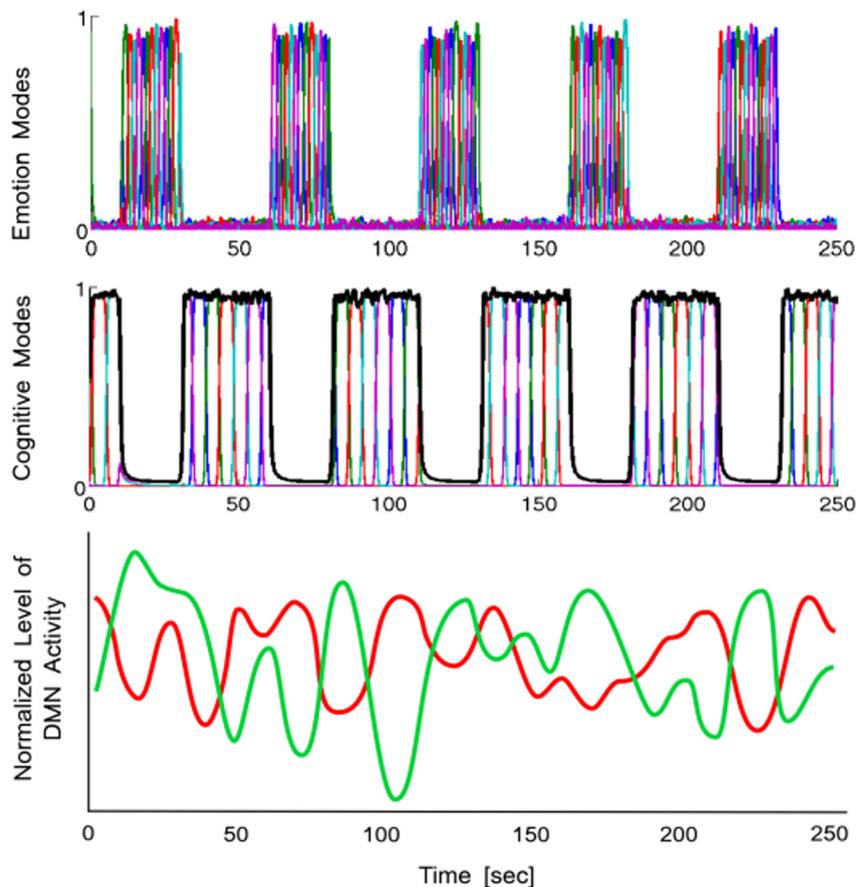 1
Emotion Modes
0
0 50 100 150 200 250
1
Cognitive Modes
0
0 50 100 150 200 250
Normalized Level of
DMN Activity
0 50 100 150 200 250
Time [sec]